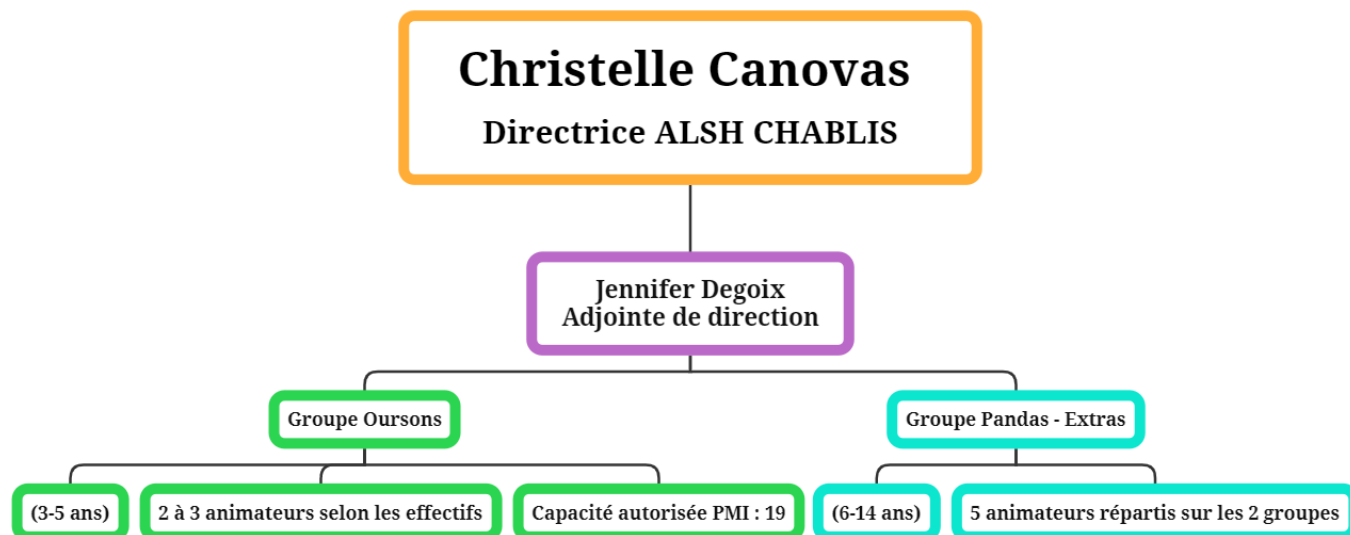 Christelle Canovas
Directrice ALSH CHABLIS
Jennifer Degoix
Adjointe de direction
Groupe Oursons
Groupe Pandas - Extras
(3-5 ans)
2 à 3 animateurs selon les effectifs
Capacité autorisée PMI : 19
(6-14 ans)
5 animateurs répartis sur les 2 groupes